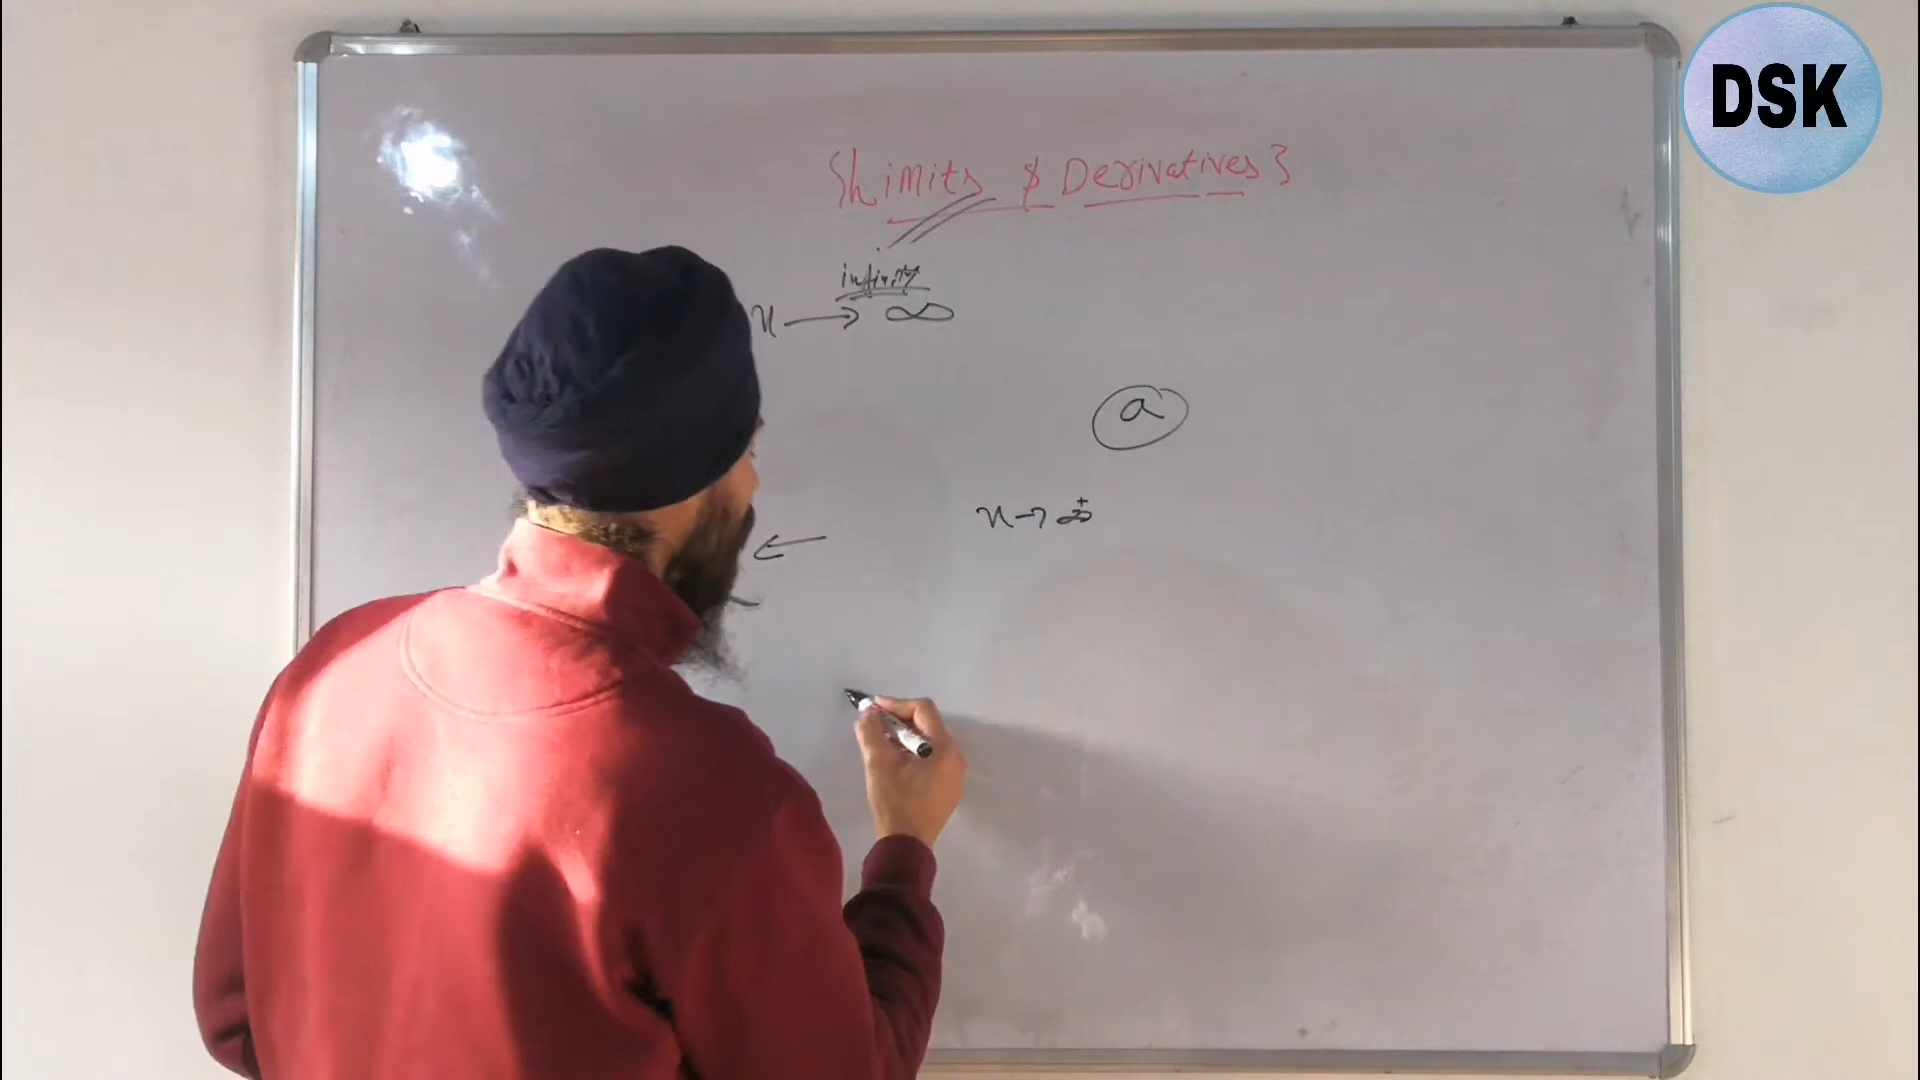 DSK
{Limits & Derivatives}
infinity
x → ∞
a
x → ∞